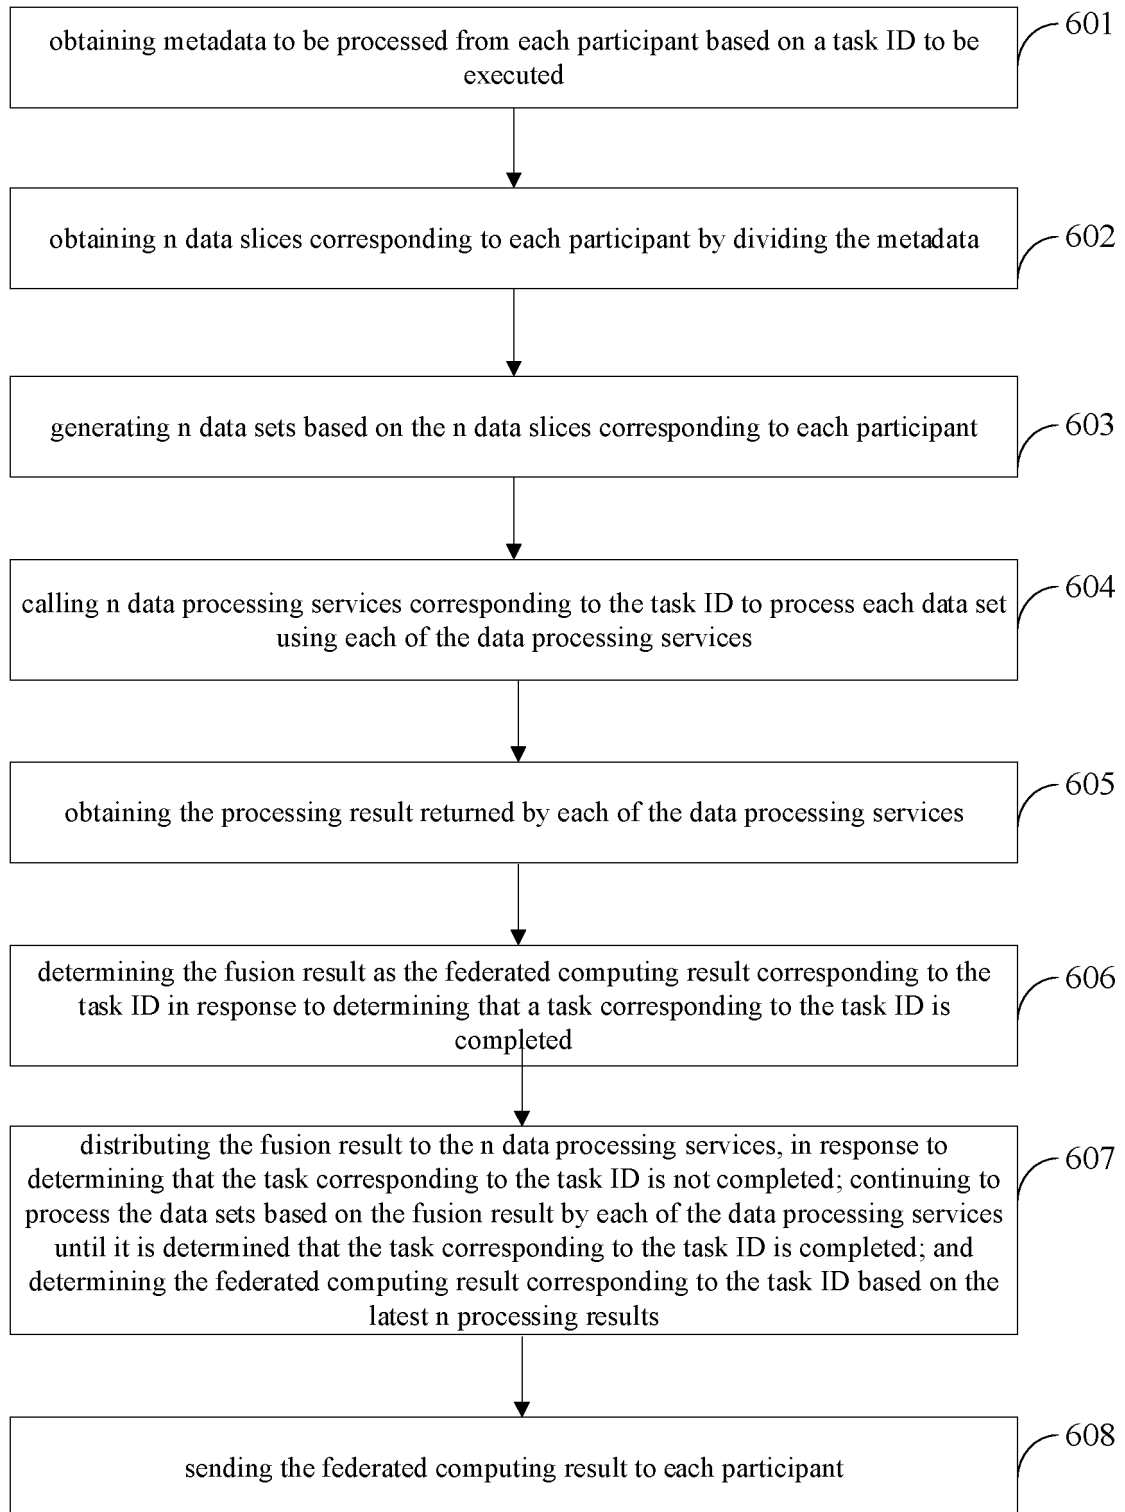 obtaining metadata to be processed from each participant based on a task ID to be
executed
601
obtaining n data slices corresponding to each participant by dividing the metadata
602
generating n data sets based on the n data slices corresponding to each participant
603
calling n data processing services corresponding to the task ID to process each data set
using each of the data processing services
604
obtaining the processing result returned by each of the data processing services
605
determining the fusion result as the federated computing result corresponding to the
task ID in response to determining that a task corresponding to the task ID is
completed
606
distributing the fusion result to the n data processing services, in response to
determining that the task corresponding to the task ID is not completed; continuing to
process the data sets based on the fusion result by each of the data processing services
until it is determined that the task corresponding to the task ID is completed; and
determining the federated computing result corresponding to the task ID based on the
latest n processing results
607
sending the federated computing result to each participant
608